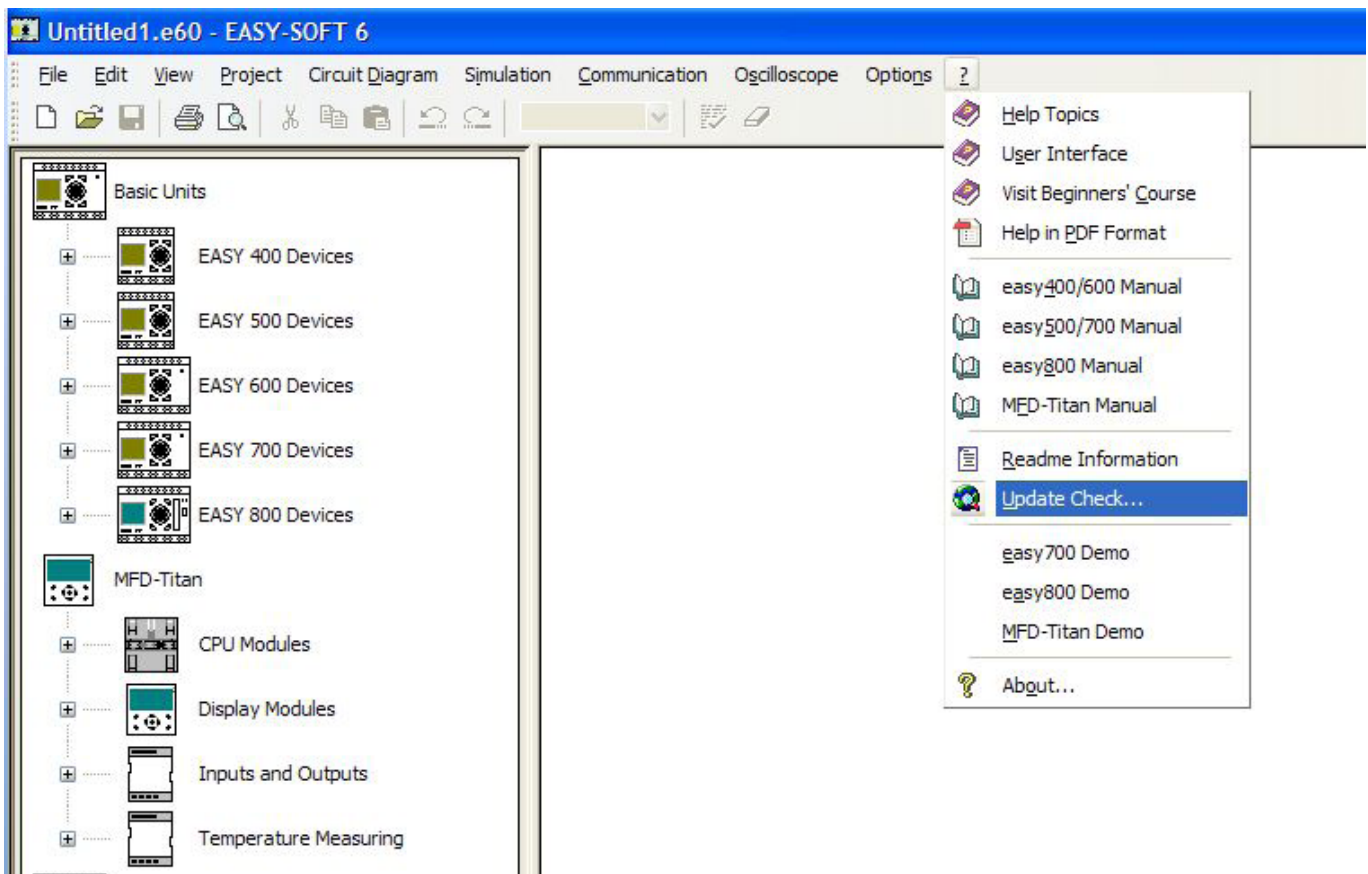 Untitled1.e60 - EASY-SOFT 6
File Edit View Project Circuit Diagram Simulation Communication Oscilloscope Options ?
Basic Units
EASY 400 Devices
EASY 500 Devices
EASY 600 Devices
EASY 700 Devices
EASY 800 Devices
MFD-Titan
CPU Modules
Display Modules
Inputs and Outputs
Temperature Measuring
Help Topics
User Interface
Visit Beginners' Course
Help in PDF Format
easy400/600 Manual
easy500/700 Manual
easy800 Manual
MFD-Titan Manual
Readme Information
Update Check...
easy700 Demo
easy800 Demo
MFD-Titan Demo
About...